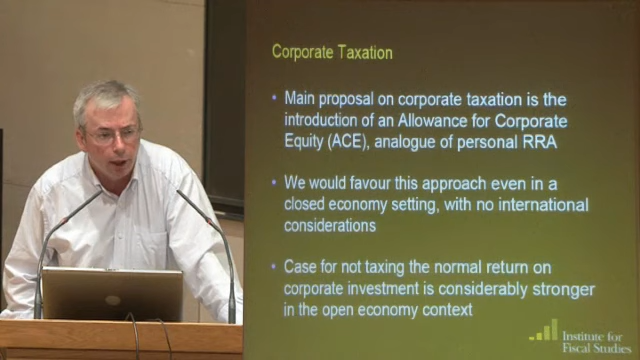 Corporate Taxation
• Main proposal on corporate taxation is the
introduction of an Allowance for Corporate
Equity (ACE), analogue of personal RRA
• We would favour this approach even in a
closed economy setting, with no international
considerations
• Case for not taxing the normal return on
corporate investment is considerably stronger
in the open economy context
Institute for
Fiscal Studies